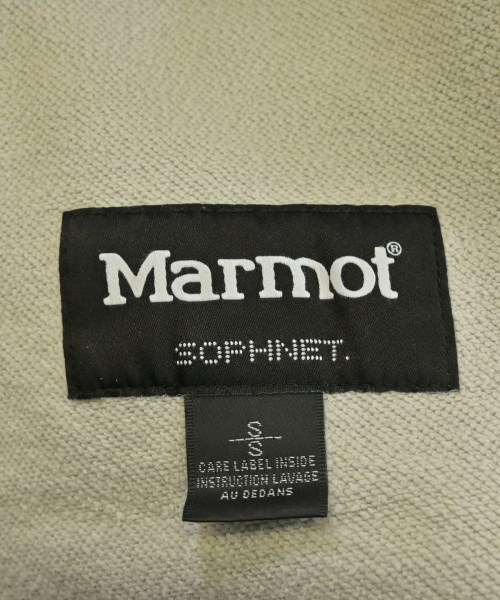 Marmot®
SOPHNET.
S
S
CARE LABEL INSIDE
INSTRUCTION LAVAGE
AU DEDANS